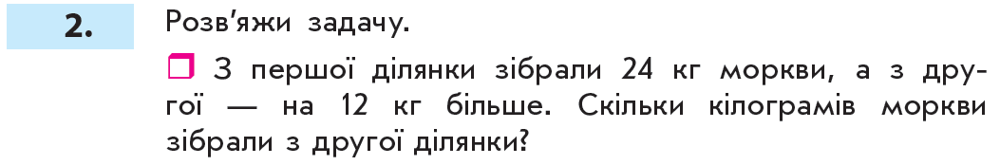 2. Розв'яжи задачу.
❒ З першої ділянки зібрали 24 кг моркви, а з дру-
гої — на 12 кг більше. Скільки кілограмів моркви
зібрали з другої ділянки?